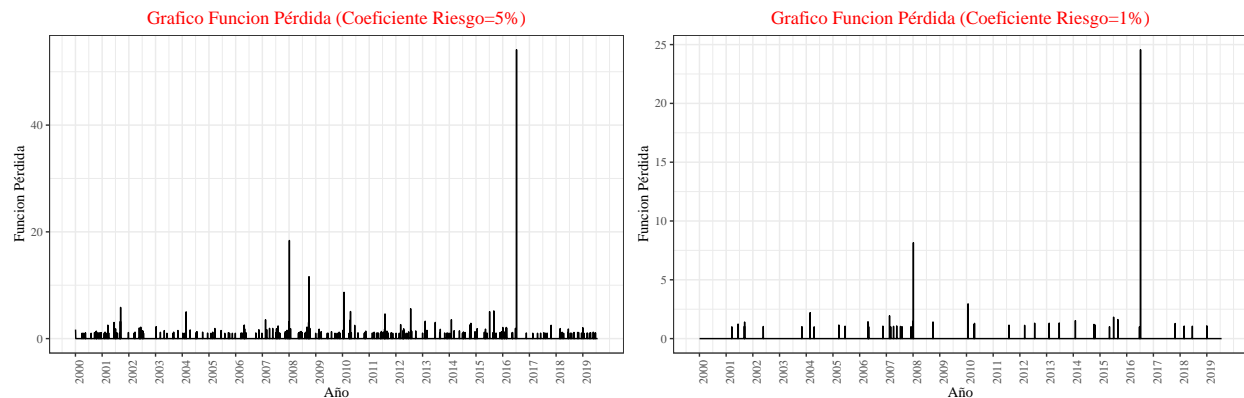 Grafico Funcion Pérdida (Coeficiente Riesgo=5%)
Funcion Pérdida
40
20
0
2000 2001 2002 2003 2004 2005 2006 2007 2008 2009 2010 2011 2012 2013 2014 2015 2016 2017 2018 2019
Año
Grafico Funcion Pérdida (Coeficiente Riesgo=1%)
Funcion Pérdida
25
20
15
10
5
0
2000 2001 2002 2003 2004 2005 2006 2007 2008 2009 2010 2011 2012 2013 2014 2015 2016 2017 2018 2019
Año